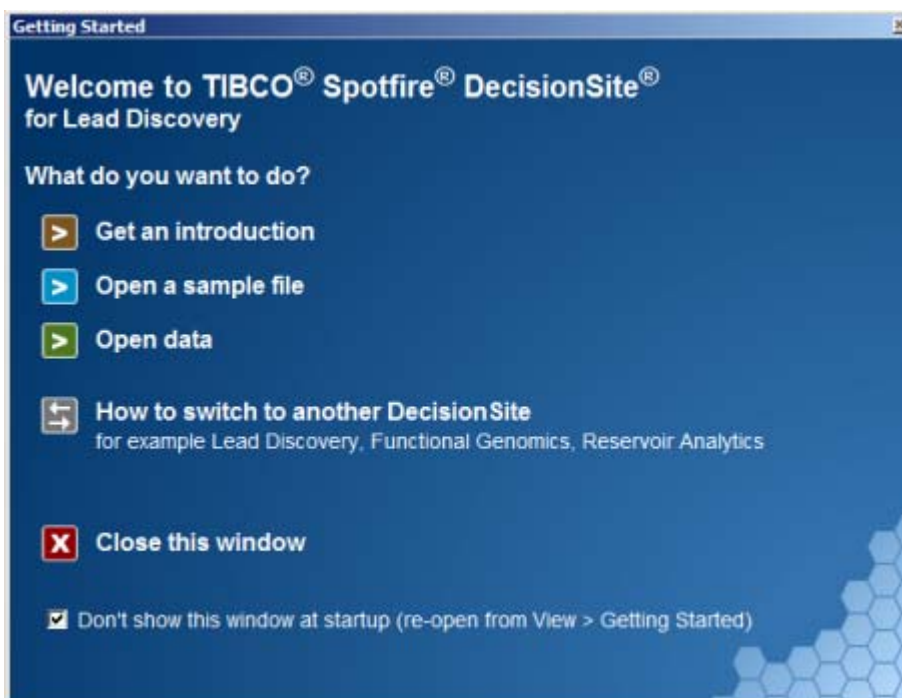 Getting Started
Welcome to TIBCO® Spotfire® DecisionSite®
for Lead Discovery
What do you want to do?
Get an introduction
Open a sample file
Open data
How to switch to another DecisionSite
for example Lead Discovery, Functional Genomics, Reservoir Analytics
Close this window
Don't show this window at startup (re-open from View > Getting Started)